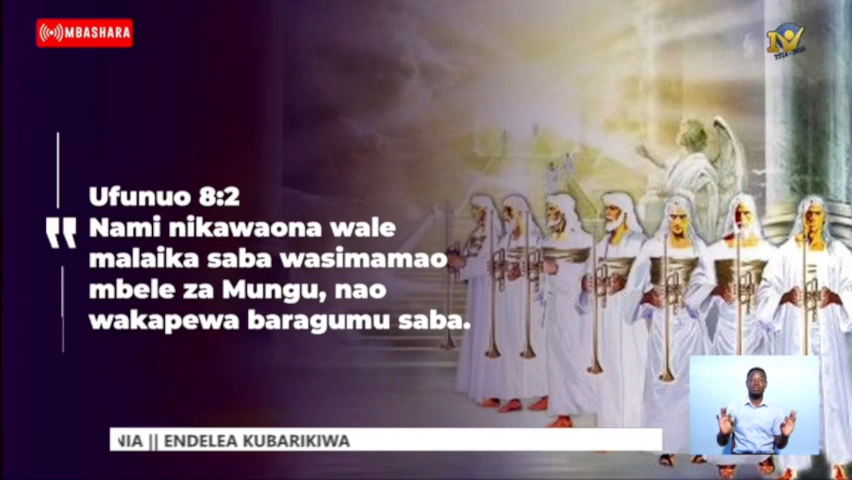 MBASHARA
Ufunuo 8:2
Nami nikawaona wale
malaika saba wasimamao
mbele za Mungu, nao
wakapewa baragumu saba.
NIA || ENDELEA KUBARIKIWA